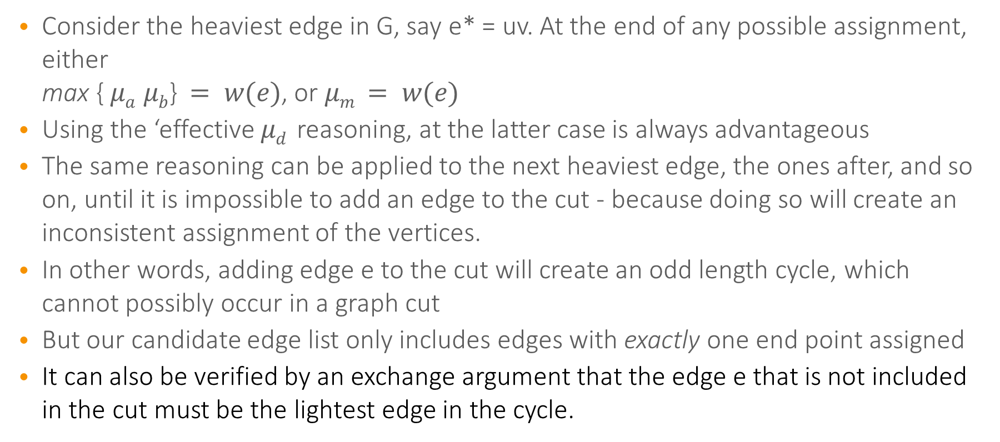 • Consider the heaviest edge in G, say e* = uv. At the end of any possible assignment,
either
max { μ_a μ_b} = w(e), or μ_m = w(e)
• Using the ‘effective μ_d reasoning, at the latter case is always advantageous
• The same reasoning can be applied to the next heaviest edge, the ones after, and so
on, until it is impossible to add an edge to the cut - because doing so will create an
inconsistent assignment of the vertices.
• In other words, adding edge e to the cut will create an odd length cycle, which
cannot possibly occur in a graph cut
• But our candidate edge list only includes edges with exactly one end point assigned
• It can also be verified by an exchange argument that the edge e that is not included
in the cut must be the lightest edge in the cycle.